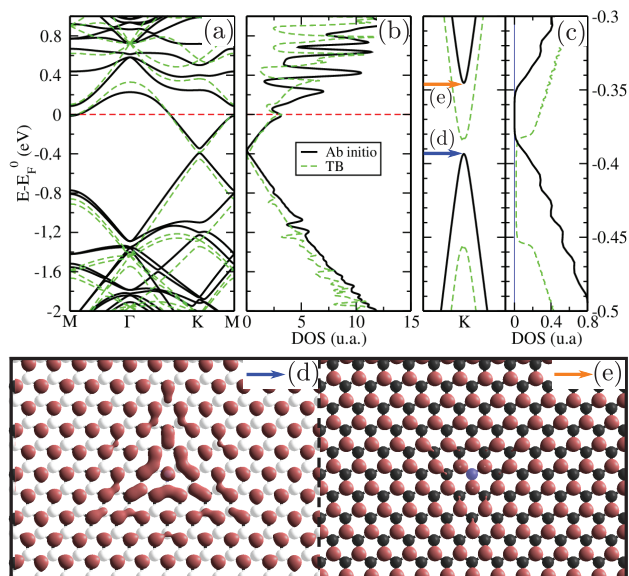 (a) (b) (c)
E-E_F^0 (eV)
0.8
0.4
0
-0.4
-0.8
-1.2
-1.6
-2
M Γ K M
Ab initio
TB
0 5 10 15
DOS (u.a.)
(e)
(d)
K
-0.3
-0.35
-0.4
-0.45
-0.5
0 0.4 0.8
DOS (u.a)
(d) (e)